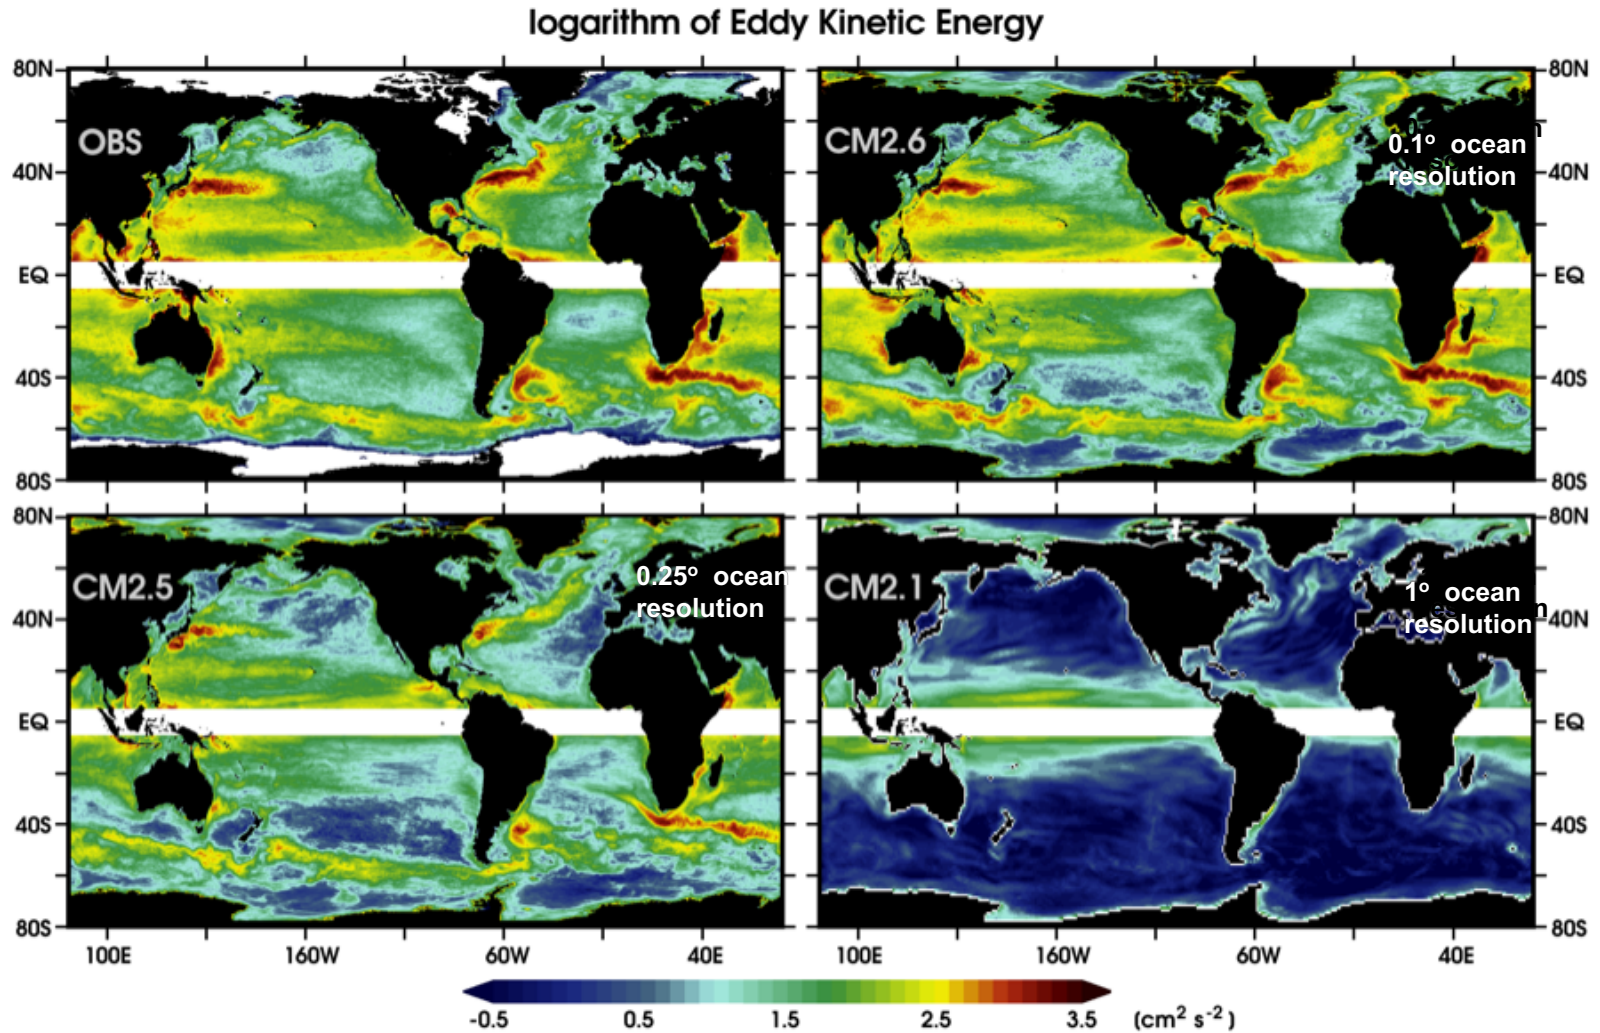 logarithm of Eddy Kinetic Energy
80N
40N
EQ
40S
80S
OBS
CM2.6
0.1º ocean
resolution
80N
40N
EQ
40S
80S
80N
40N
EQ
40S
80S
CM2.5
0.25º ocean
resolution
CM2.1
1º ocean
resolution
80N
40N
EQ
40S
80S
100E 160W 60W 40E
100E 160W 60W 40E
-0.5 0.5 1.5 2.5 3.5 (cm² s⁻²)